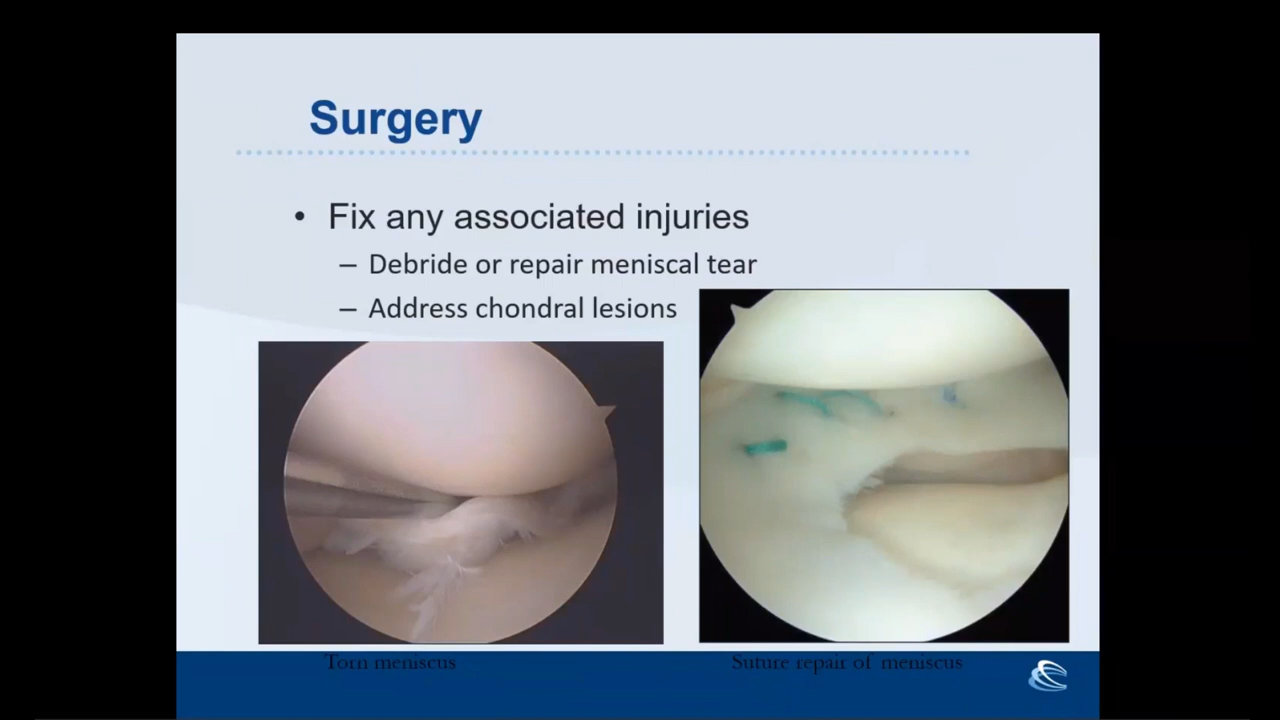 Surgery
• Fix any associated injuries
– Debride or repair meniscal tear
– Address chondral lesions
Torn meniscus
Suture repair of meniscus